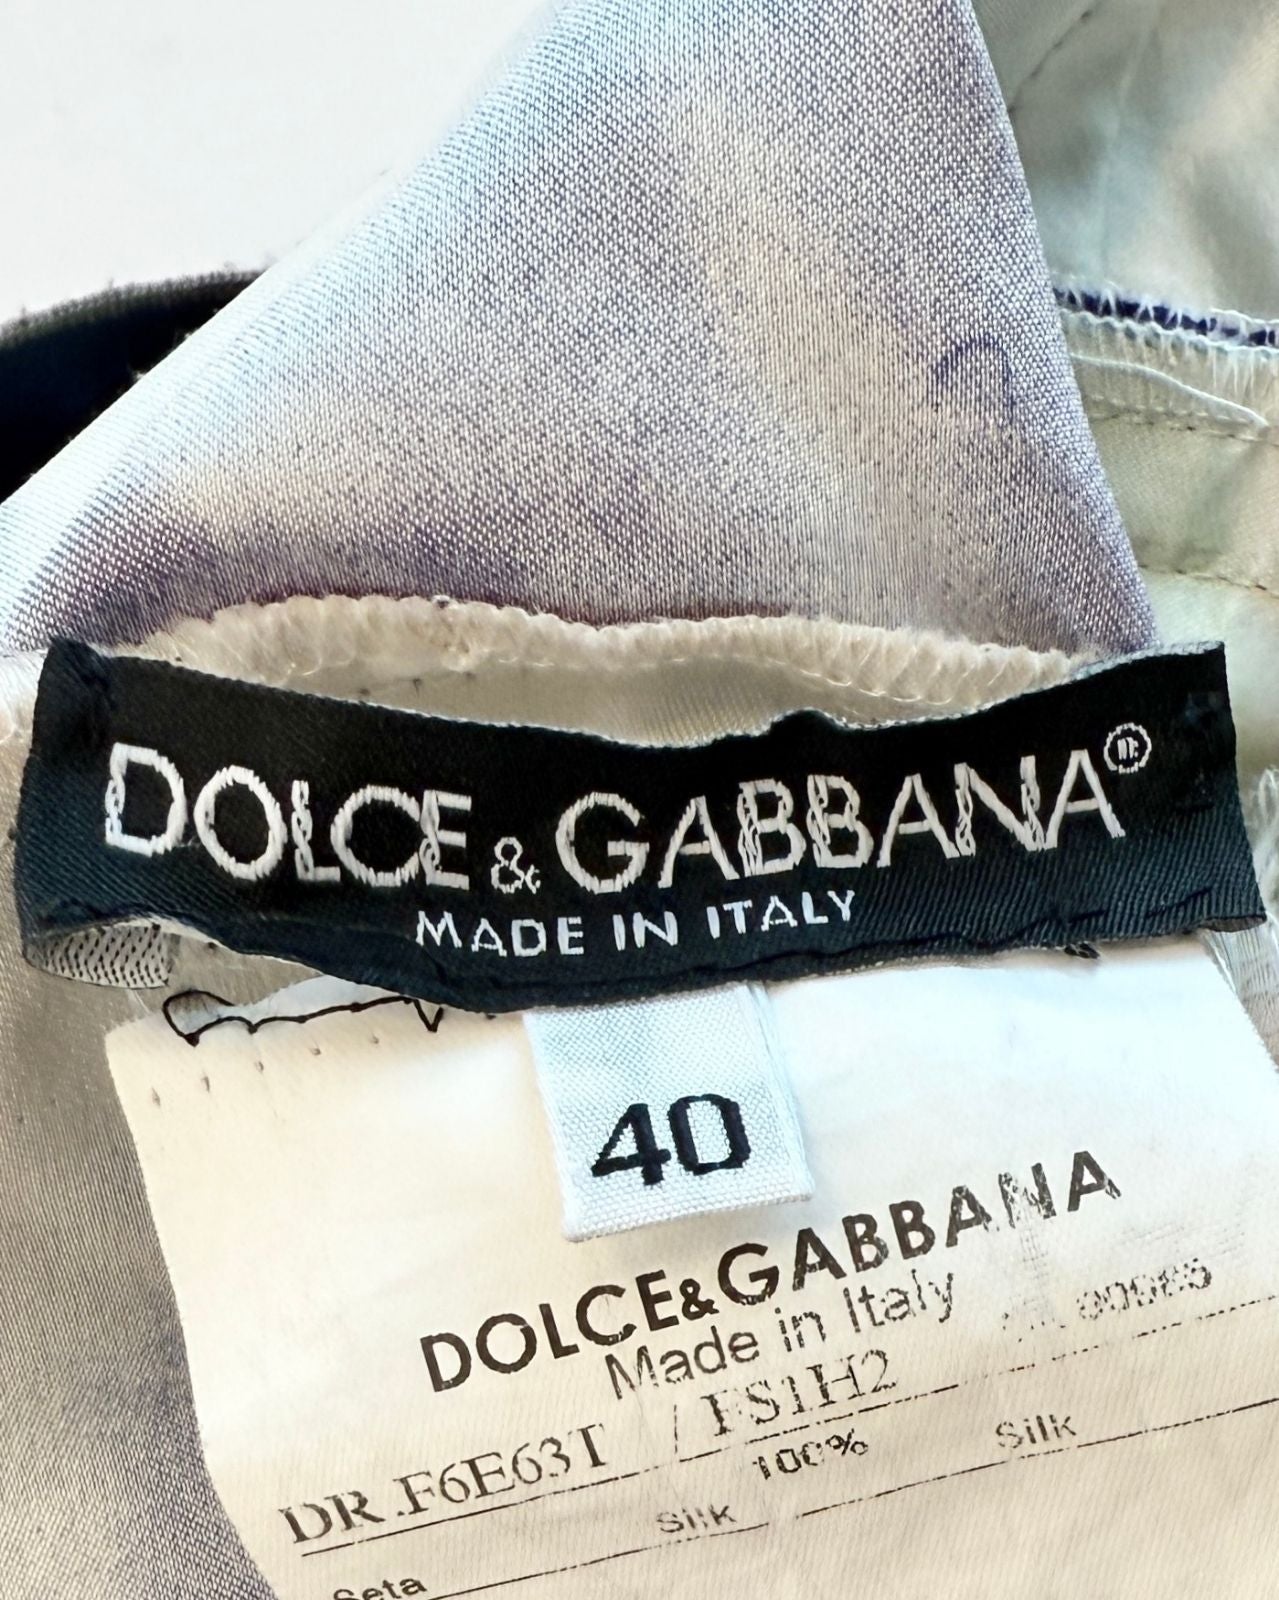 DOLCE & GABBANA®
MADE IN ITALY
40
DOLCE&GABBANA
Made in Italy
DR.F6E63T / FS1H2
100% Silk
Silk
Seta